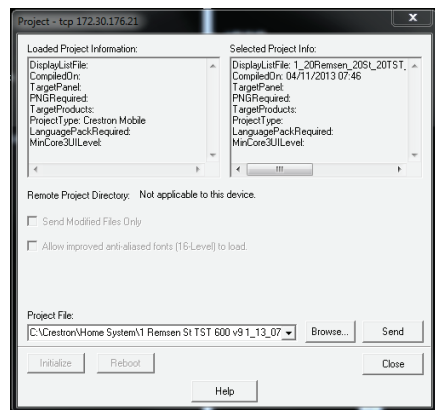 Project - tcp 172.30.176.21
x
Loaded Project Information:
DisplayListFile:
CompiledOn:
TargetPanel:
PNGRequired:
TargetProducts:
ProjectType: Crestron Mobile
LanguagePackRequired:
MinCore3UILevel:
Selected Project Info:
DisplayListFile: 1_20Remsen_20St_20TST_
CompiledOn: 04/11/2013 07:46
TargetPanel:
PNGRequired:
TargetProducts:
ProjectType:
LanguagePackRequired:
MinCore3UILevel:
Remote Project Directory: Not applicable to this device.
Send Modified Files Only
Allow improved anti-aliased fonts (16-Level) to load.
Project File:
C:\Crestron\Home System\1 Remsen St TST 600 v9 1_13_07
Browse...
Send
Initialize
Reboot
Close
Help